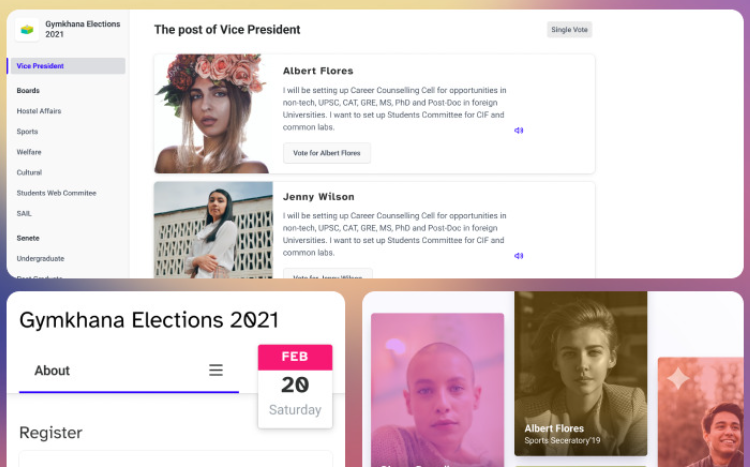 Gymkhana Elections
2021
Vice President
Boards
Hostel Affairs
Sports
Welfare
Cultural
Students Web Commitee
SAIL
Senete
Undergraduate
Post Graduate
The post of Vice President
Single Vote
Albert Flores
I will be setting up Career Counselling Cell for opportunities in
non-tech, UPSC, CAT, GRE, MS, PhD and Post-Doc in foreign
Universities. I want to set up Students Committee for CIF and
common labs.
Vote for Albert Flores
Jenny Wilson
I will be setting up Career Counselling Cell for opportunities in
non-tech, UPSC, CAT, GRE, MS, PhD and Post-Doc in foreign
Universities. I want to set up Students Committee for CIF and
common labs.
Vote for Jenny Wilson
Gymkhana Elections 2021
About
FEB
20
Saturday
Register
Albert Flores
Sports Seceratory'19